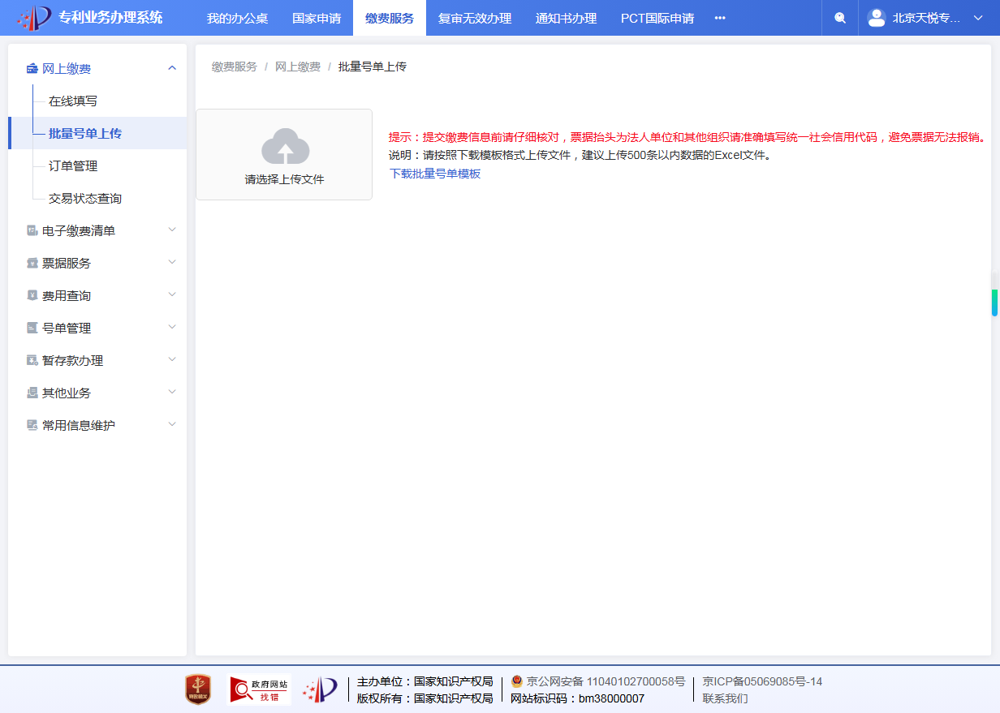 专利业务办理系统
我的办公桌
国家申请
缴费服务
复审无效办理
通知书办理
PCT国际申请
•••
北京天悦专...
网上缴费
在线填写
批量号单上传
订单管理
交易状态查询
电子缴费清单
票据服务
费用查询
号单管理
暂存款办理
其他业务
常用信息维护
缴费服务 / 网上缴费 / 批量号单上传
请选择上传文件
提示：提交缴费信息前请仔细核对，票据抬头为法人单位和其他组织请准确填写统一社会信用代码，避免票据无法报销。
说明：请按照下载模板格式上传文件，建议上传500条以内数据的Excel文件。
下载批量号单模板
党政机关
政府网站
找错
主办单位：国家知识产权局
版权所有：国家知识产权局
京公网安备 11040102700058号
网站标识码：bm38000007
京ICP备05069085号-14
联系我们